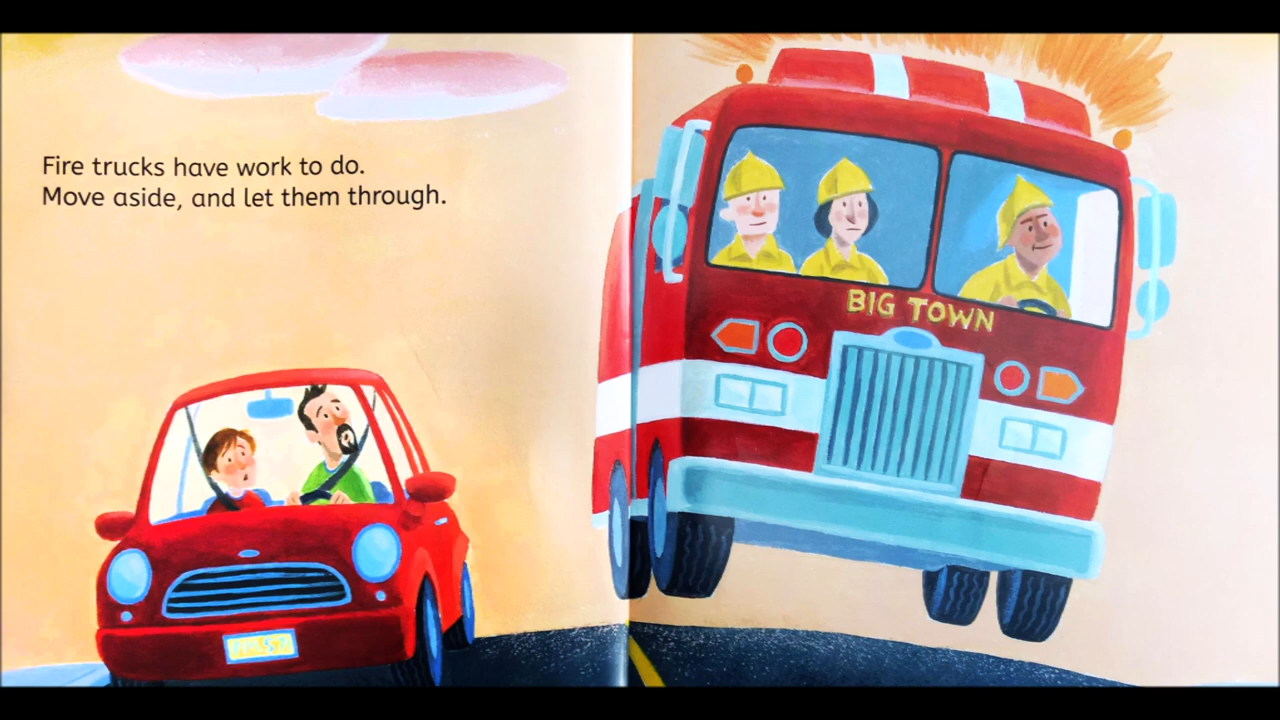 Fire trucks have work to do.
Move aside, and let them through.
BIG TOWN